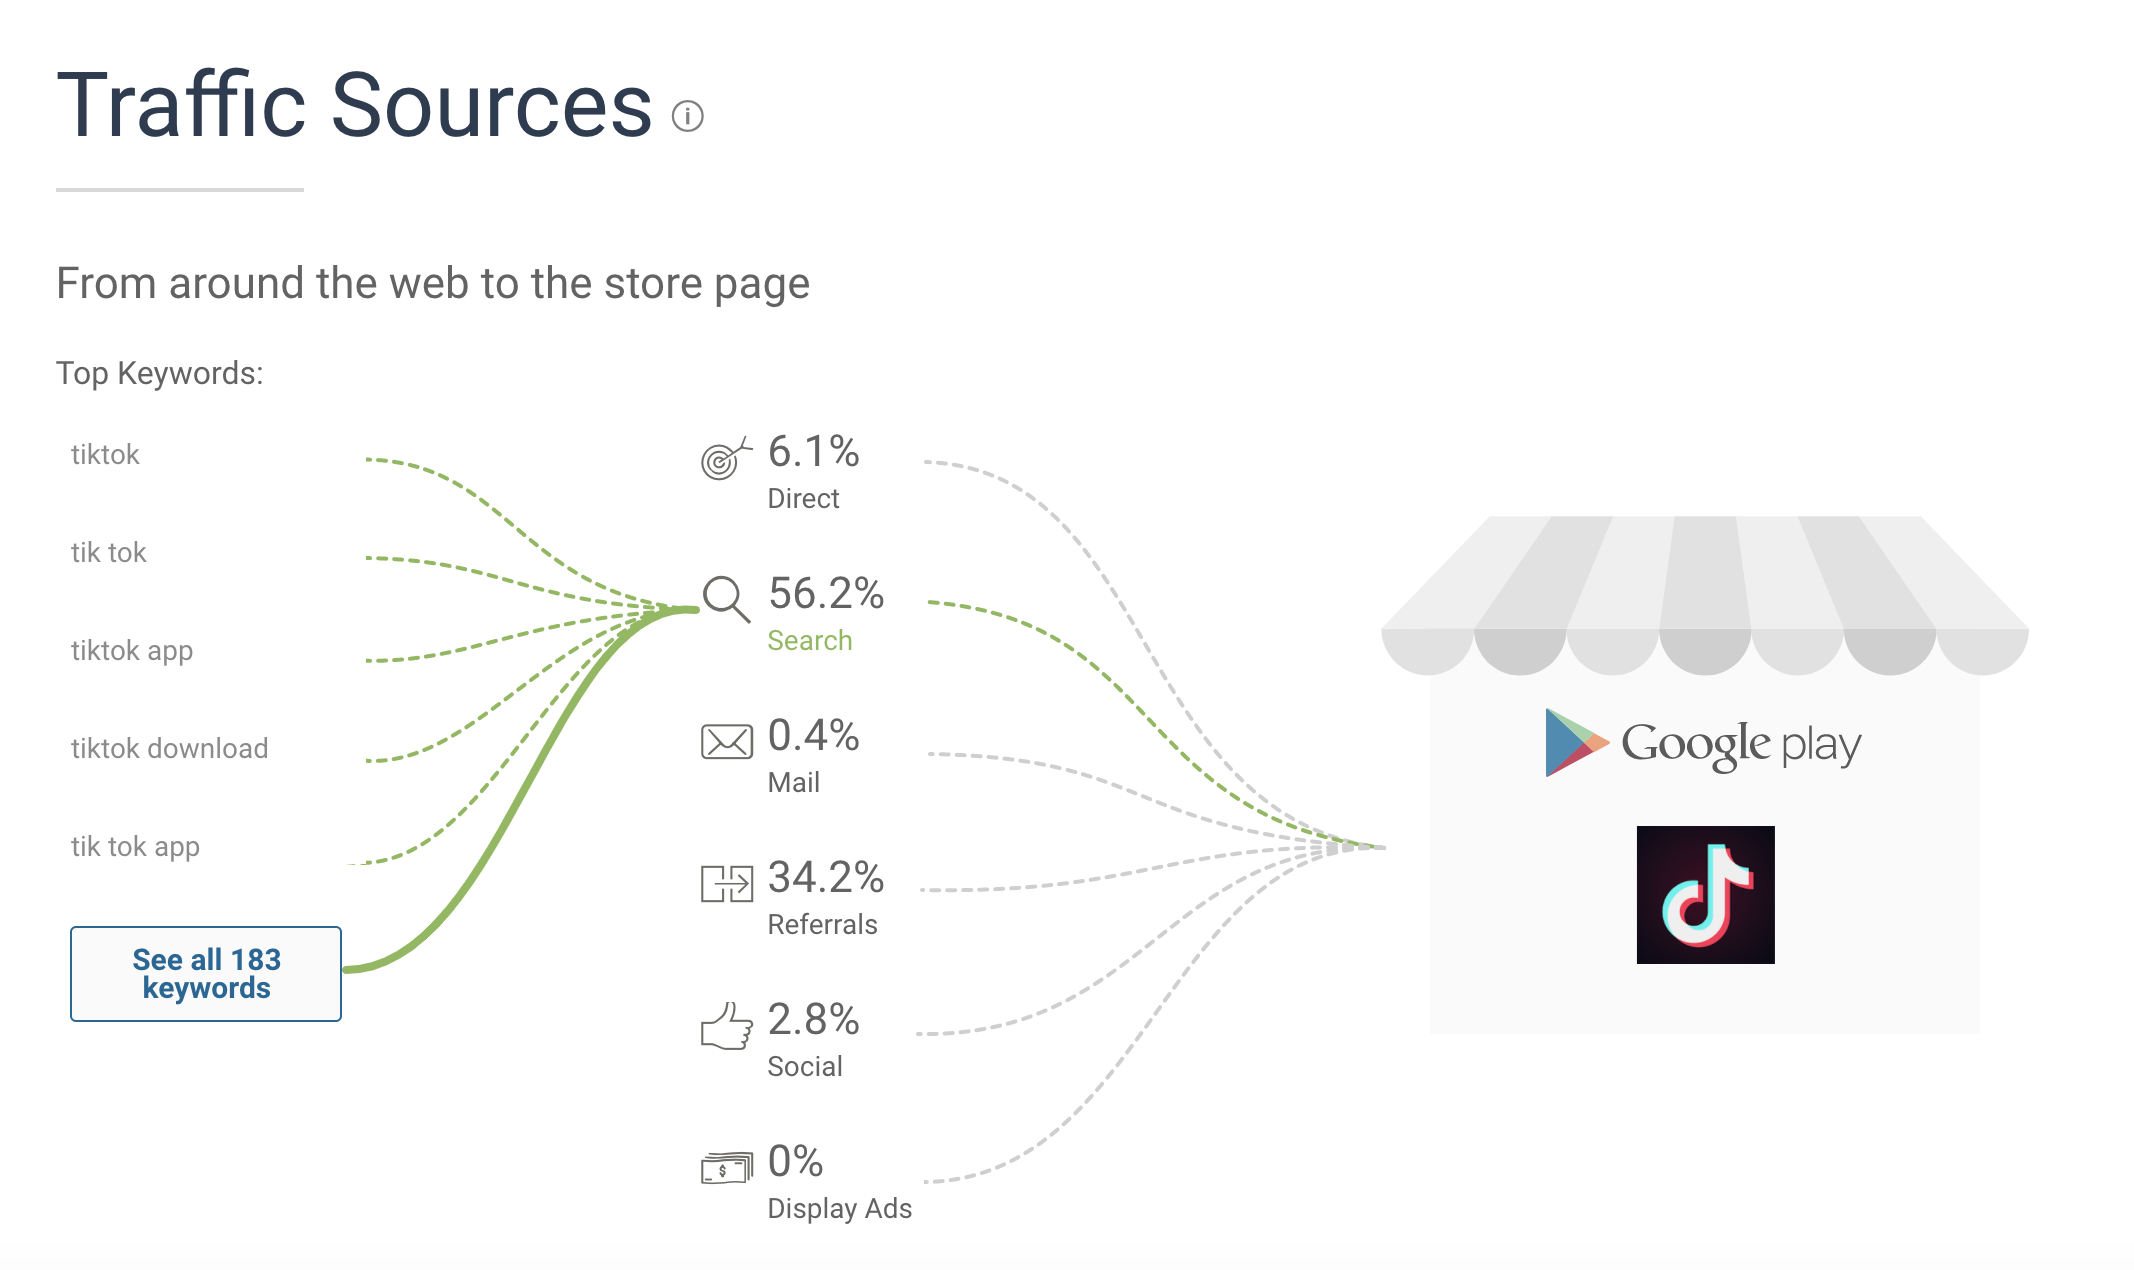 Traffic Sources
From around the web to the store page
Top Keywords:
tiktok
tik tok
tiktok app
tiktok download
tik tok app
See all 183
keywords
6.1%
Direct
56.2%
Search
0.4%
Mail
34.2%
Referrals
2.8%
Social
0%
Display Ads
Google play